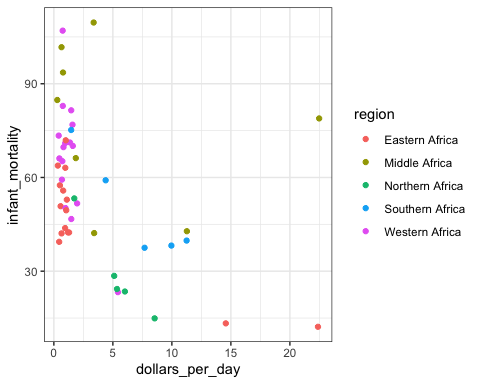 infant_mortality
90
60
30
0
5
10
15
20
dollars_per_day
region
Eastern Africa
Middle Africa
Northern Africa
Southern Africa
Western Africa